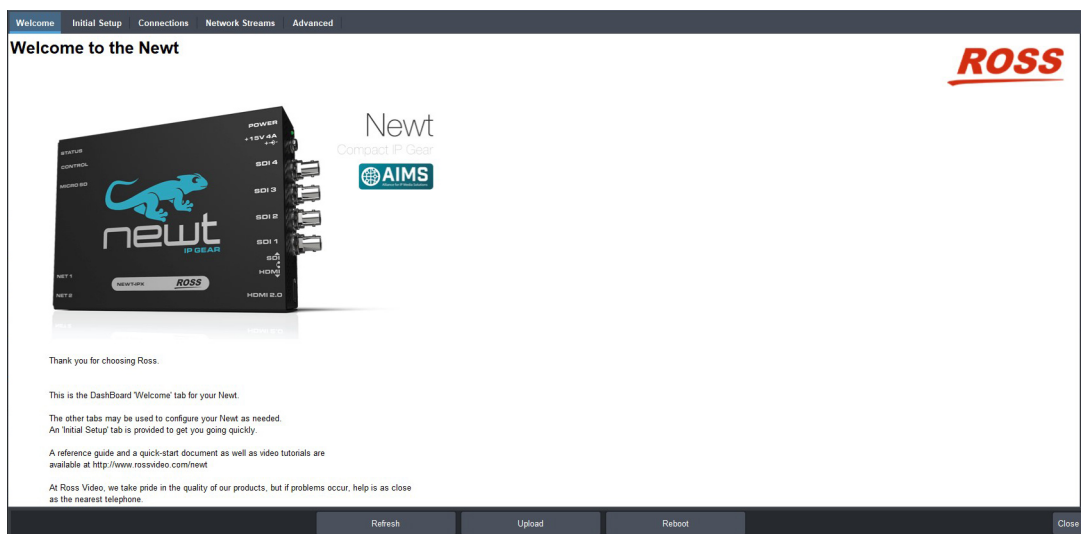 Welcome Initial Setup Connections Network Streams Advanced
Welcome to the Newt
ROSS
POWER
+15V 4A
STATUS
CONTROL
MICRO SD
SDI 4
SDI 3
SDI 2
SDI 1
SDI
HDMI
newt
IP GEAR
NET 1
NET 2
NEWT-IPX ROSS
HDMI 2.0
Newt
Compact IP Gear
AIMS
Alliance for IP Media Solutions
Thank you for choosing Ross.
This is the DashBoard 'Welcome' tab for your Newt.
The other tabs may be used to configure your Newt as needed.
An 'Initial Setup' tab is provided to get you going quickly.
A reference guide and a quick-start document as well as video tutorials are
available at http://www.rossvideo.com/newt
At Ross Video, we take pride in the quality of our products, but if problems occur, help is as close
as the nearest telephone.
Refresh Upload Reboot Close